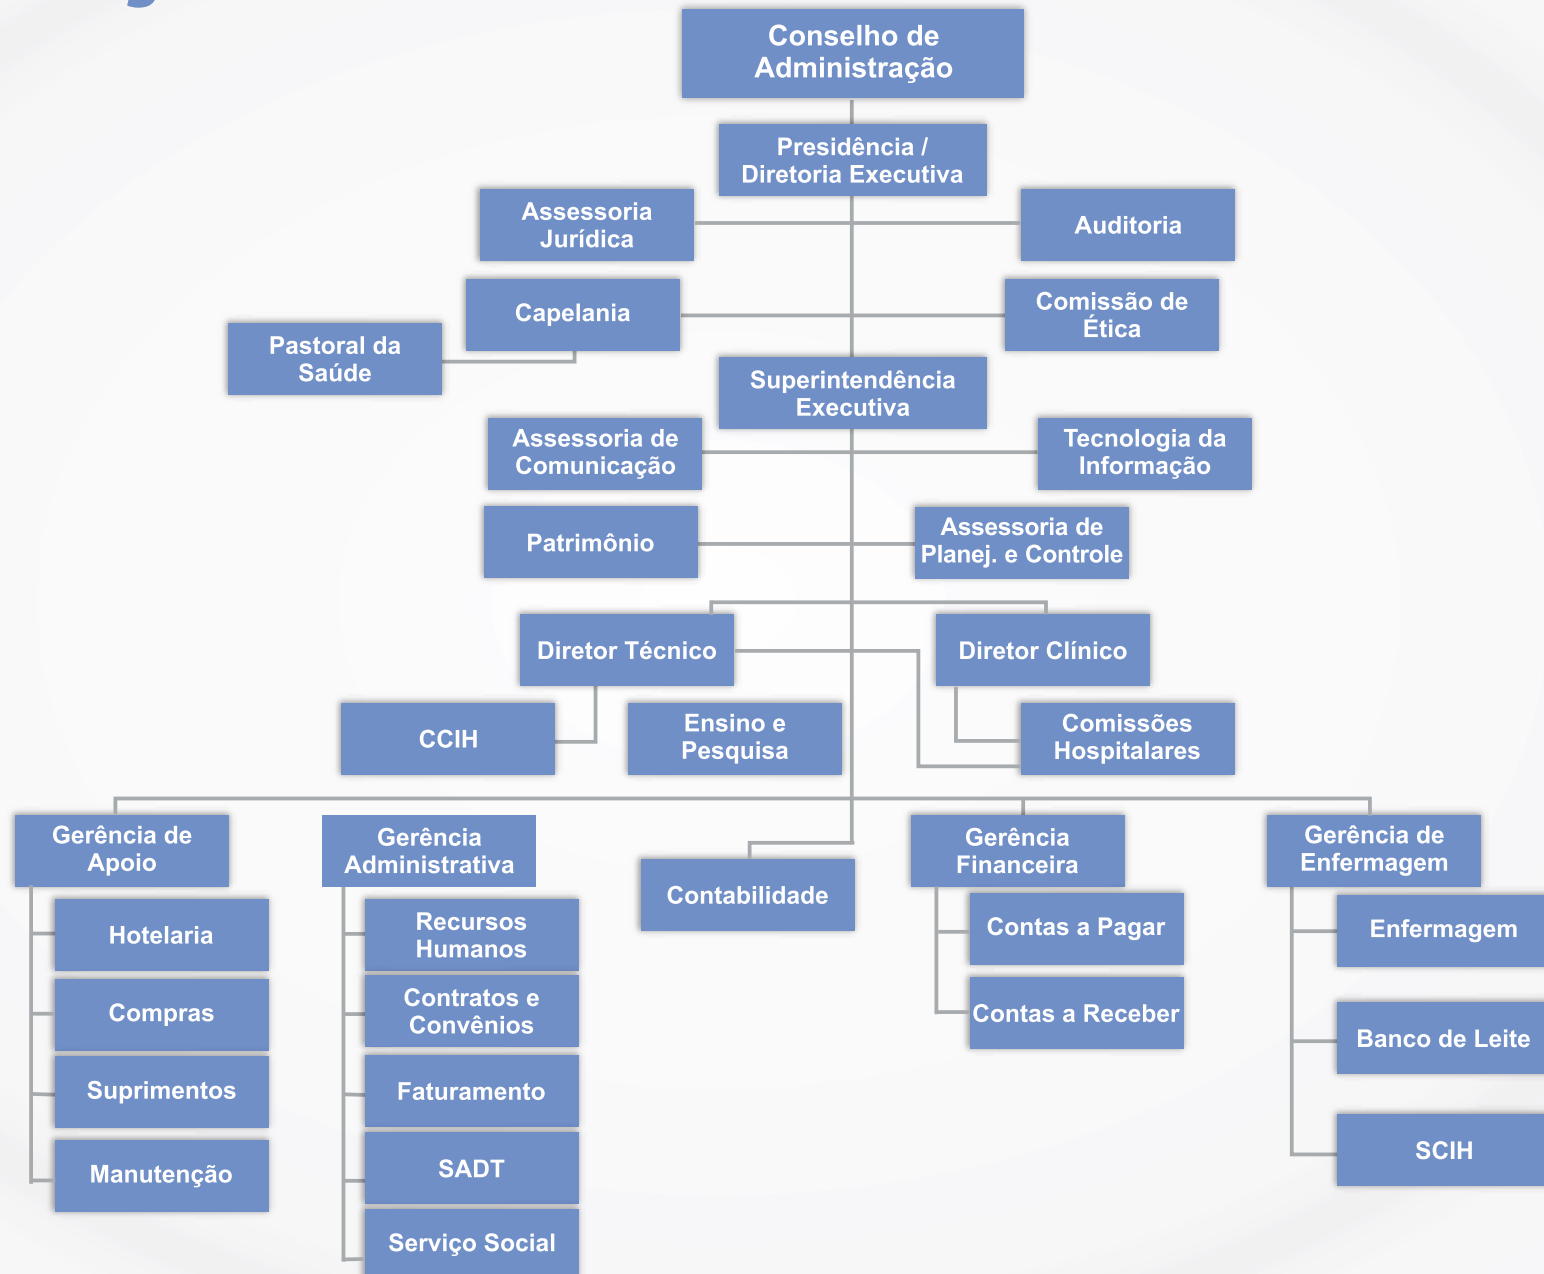 Conselho de
Administração
Presidência /
Diretoria Executiva
Assessoria
Jurídica
Auditoria
Capelania
Comissão de
Ética
Pastoral da
Saúde
Superintendência
Executiva
Assessoria de
Comunicação
Tecnologia da
Informação
Patrimônio
Assessoria de
Planej. e Controle
Diretor Técnico
Diretor Clínico
CCIH
Ensino e
Pesquisa
Comissões
Hospitalares
Gerência de
Apoio
Gerência
Administrativa
Contabilidade
Gerência
Financeira
Gerência de
Enfermagem
Hotelaria
Compras
Suprimentos
Manutenção
Recursos
Humanos
Contratos e
Convênios
Faturamento
SADT
Serviço Social
Contas a Pagar
Contas a Receber
Enfermagem
Banco de Leite
SCIH